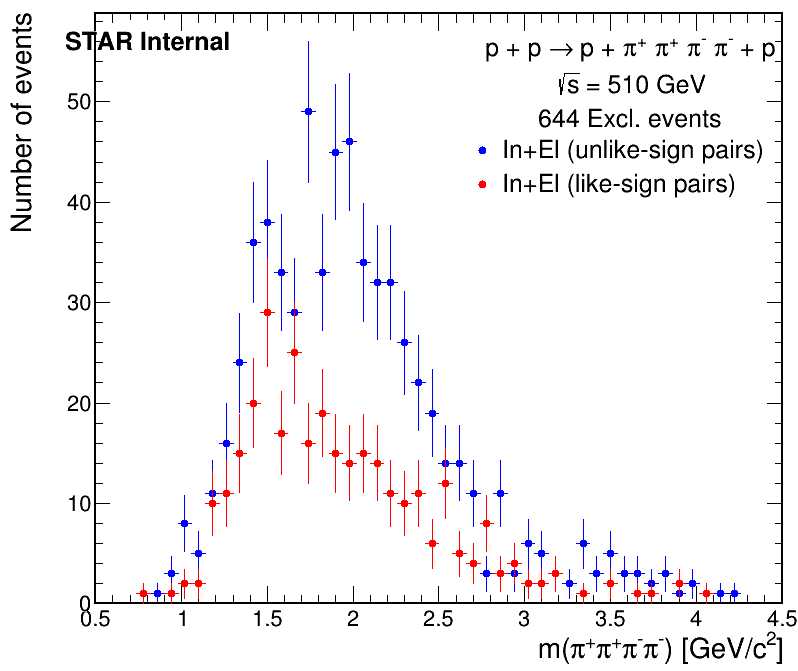 STAR Internal
p + p → p + π⁺ π⁺ π⁻ π⁻ + p
√s = 510 GeV
644 Excl. events
In+El (unlike-sign pairs)
In+El (like-sign pairs)
Number of events
50
40
30
20
10
0
0.5 1 1.5 2 2.5 3 3.5 4 4.5
m(π⁺π⁺π⁻π⁻) [GeV/c²]